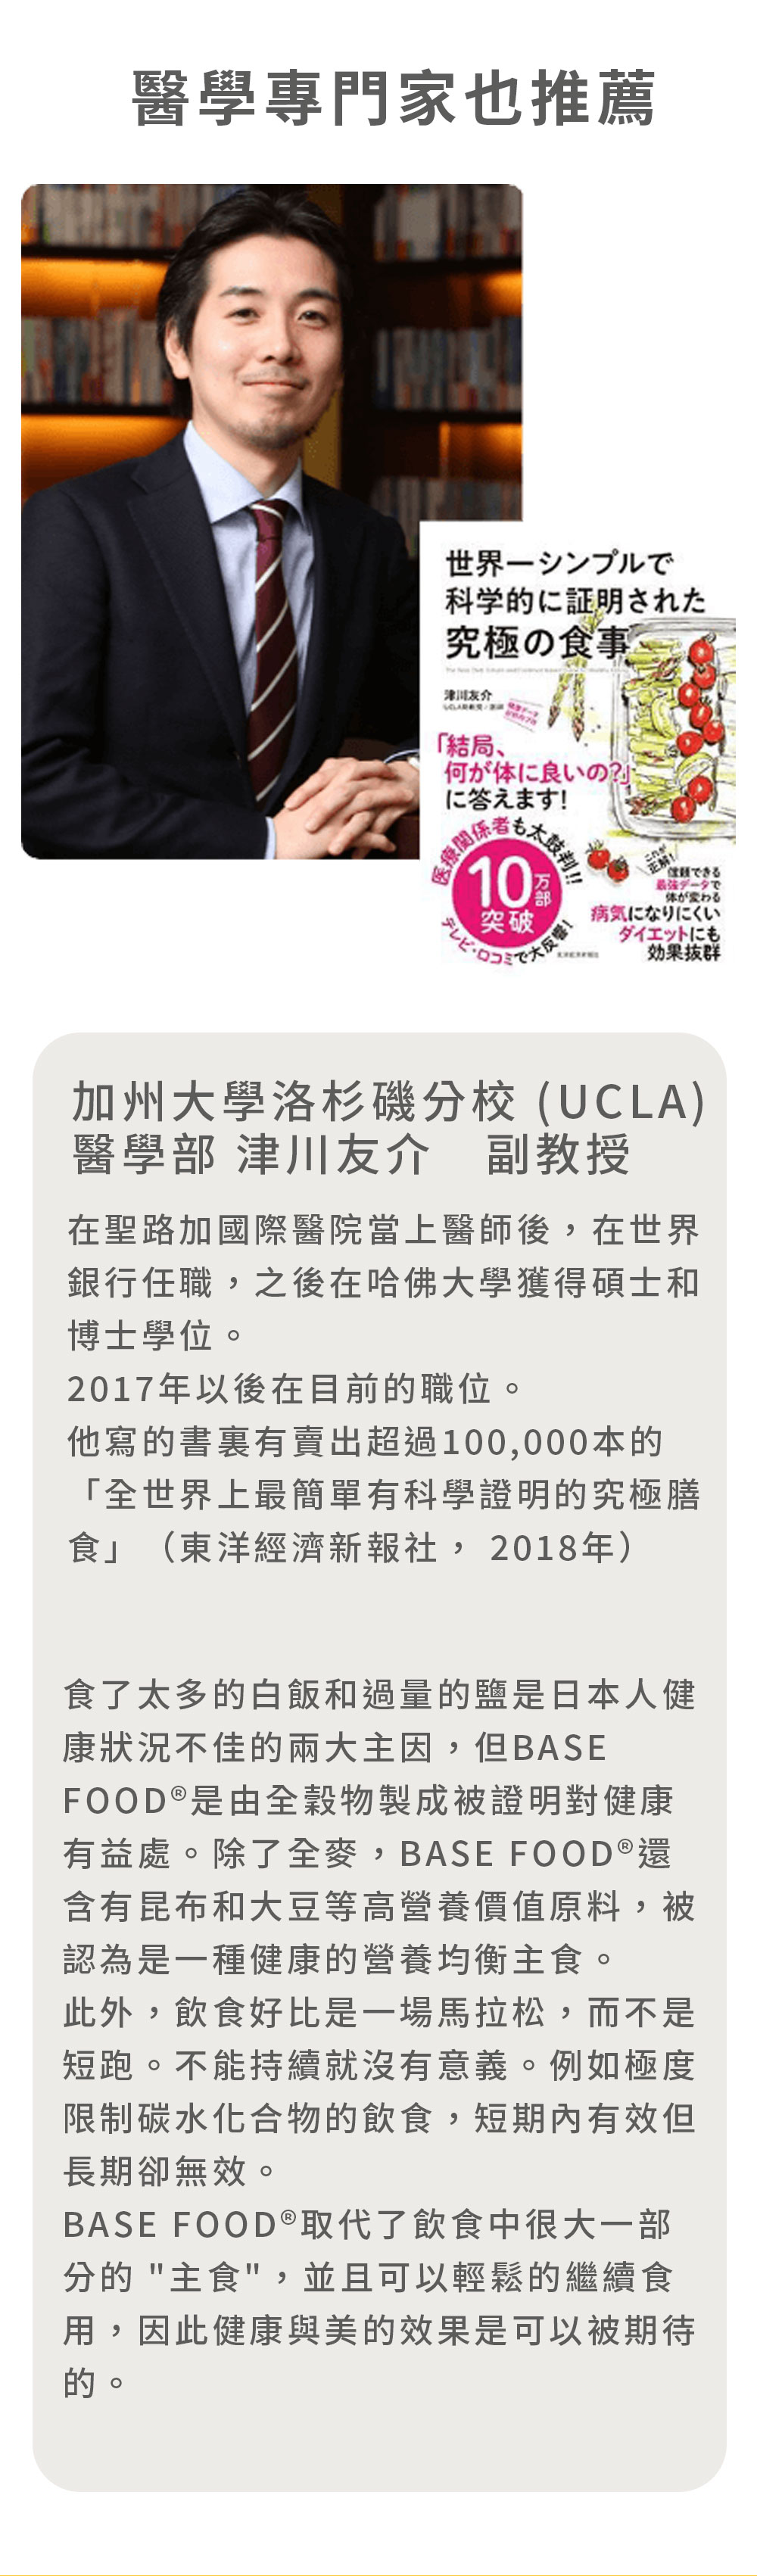 醫學專門家也推薦
世界一シンプルで
科学的に証明された
究極の食事
津川友介
「結局、
何が体に良いの?」
に答えます!
医療関係者も太鼓判!!
10万部
突破
テレビ・口コミで大反響!
これが
正解!
信頼できる
最強データで
体が変わる
病気になりにくい
ダイエットにも
効果抜群
加州大學洛杉磯分校 (UCLA)
醫學部 津川友介　副教授
在聖路加國際醫院當上醫師後，在世界
銀行任職，之後在哈佛大學獲得碩士和
博士學位。
2017年以後在目前的職位。
他寫的書裏有賣出超過100,000本的
「全世界上最簡單有科學證明的究極膳
食」（東洋經濟新報社， 2018年）
食了太多的白飯和過量的鹽是日本人健
康狀況不佳的兩大主因，但BASE
FOOD®是由全穀物製成被證明對健康
有益處。除了全麥，BASE FOOD®還
含有昆布和大豆等高營養價值原料，被
認為是一種健康的營養均衡主食。
此外，飲食好比是一場馬拉松，而不是
短跑。不能持續就沒有意義。例如極度
限制碳水化合物的飲食，短期內有效但
長期卻無效。
BASE FOOD®取代了飲食中很大一部
分的 "主食"，並且可以輕鬆的繼續食
用，因此健康與美的效果是可以被期待
的。